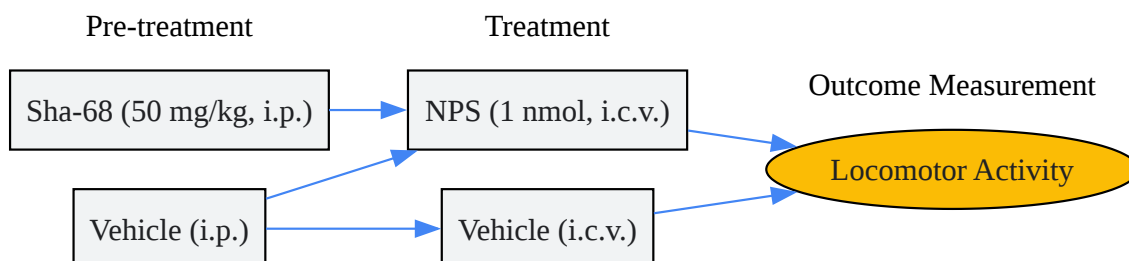 Pre-treatment
Treatment
Outcome Measurement
Sha-68 (50 mg/kg, i.p.)
NPS (1 nmol, i.c.v.)
Locomotor Activity
Vehicle (i.p.)
Vehicle (i.c.v.)